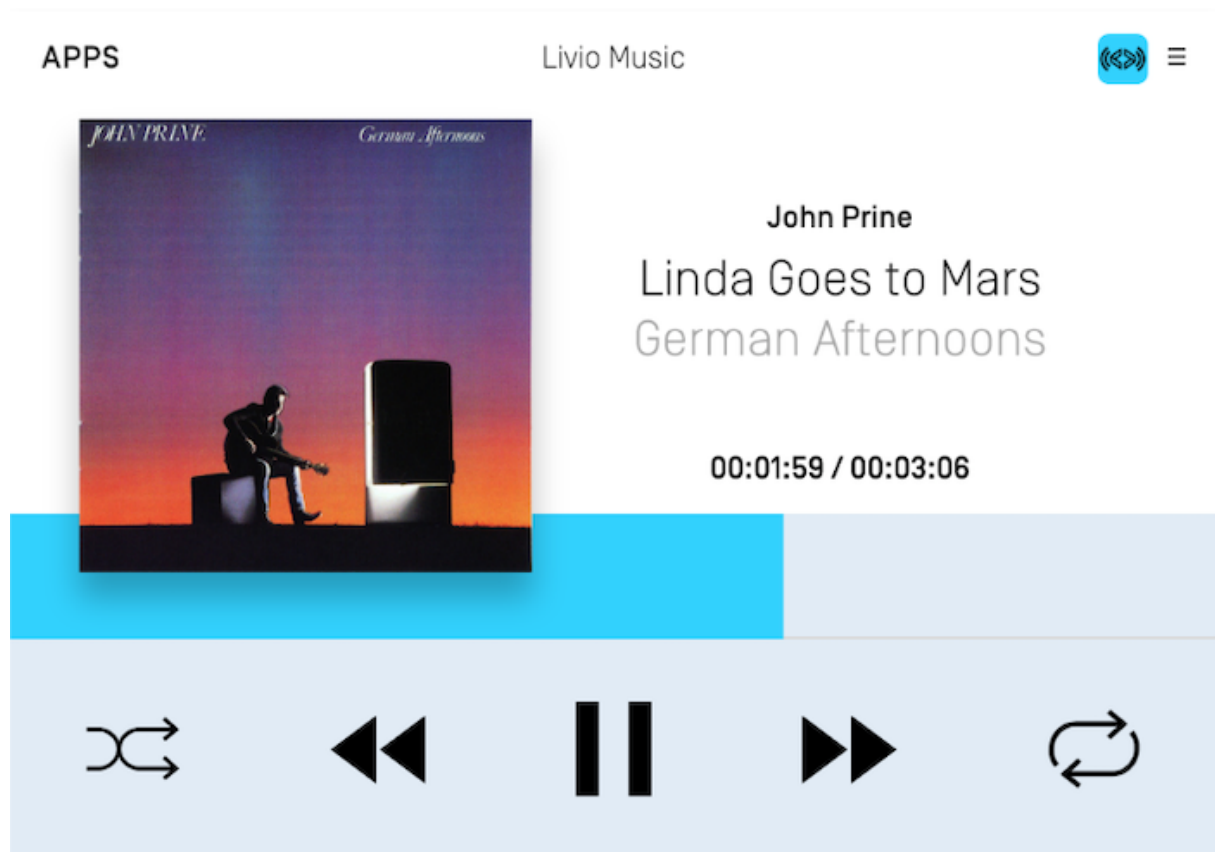 APPS
Livio Music
JOHN PRINE
German Afternoons
John Prine
Linda Goes to Mars
German Afternoons
00:01:59 / 00:03:06